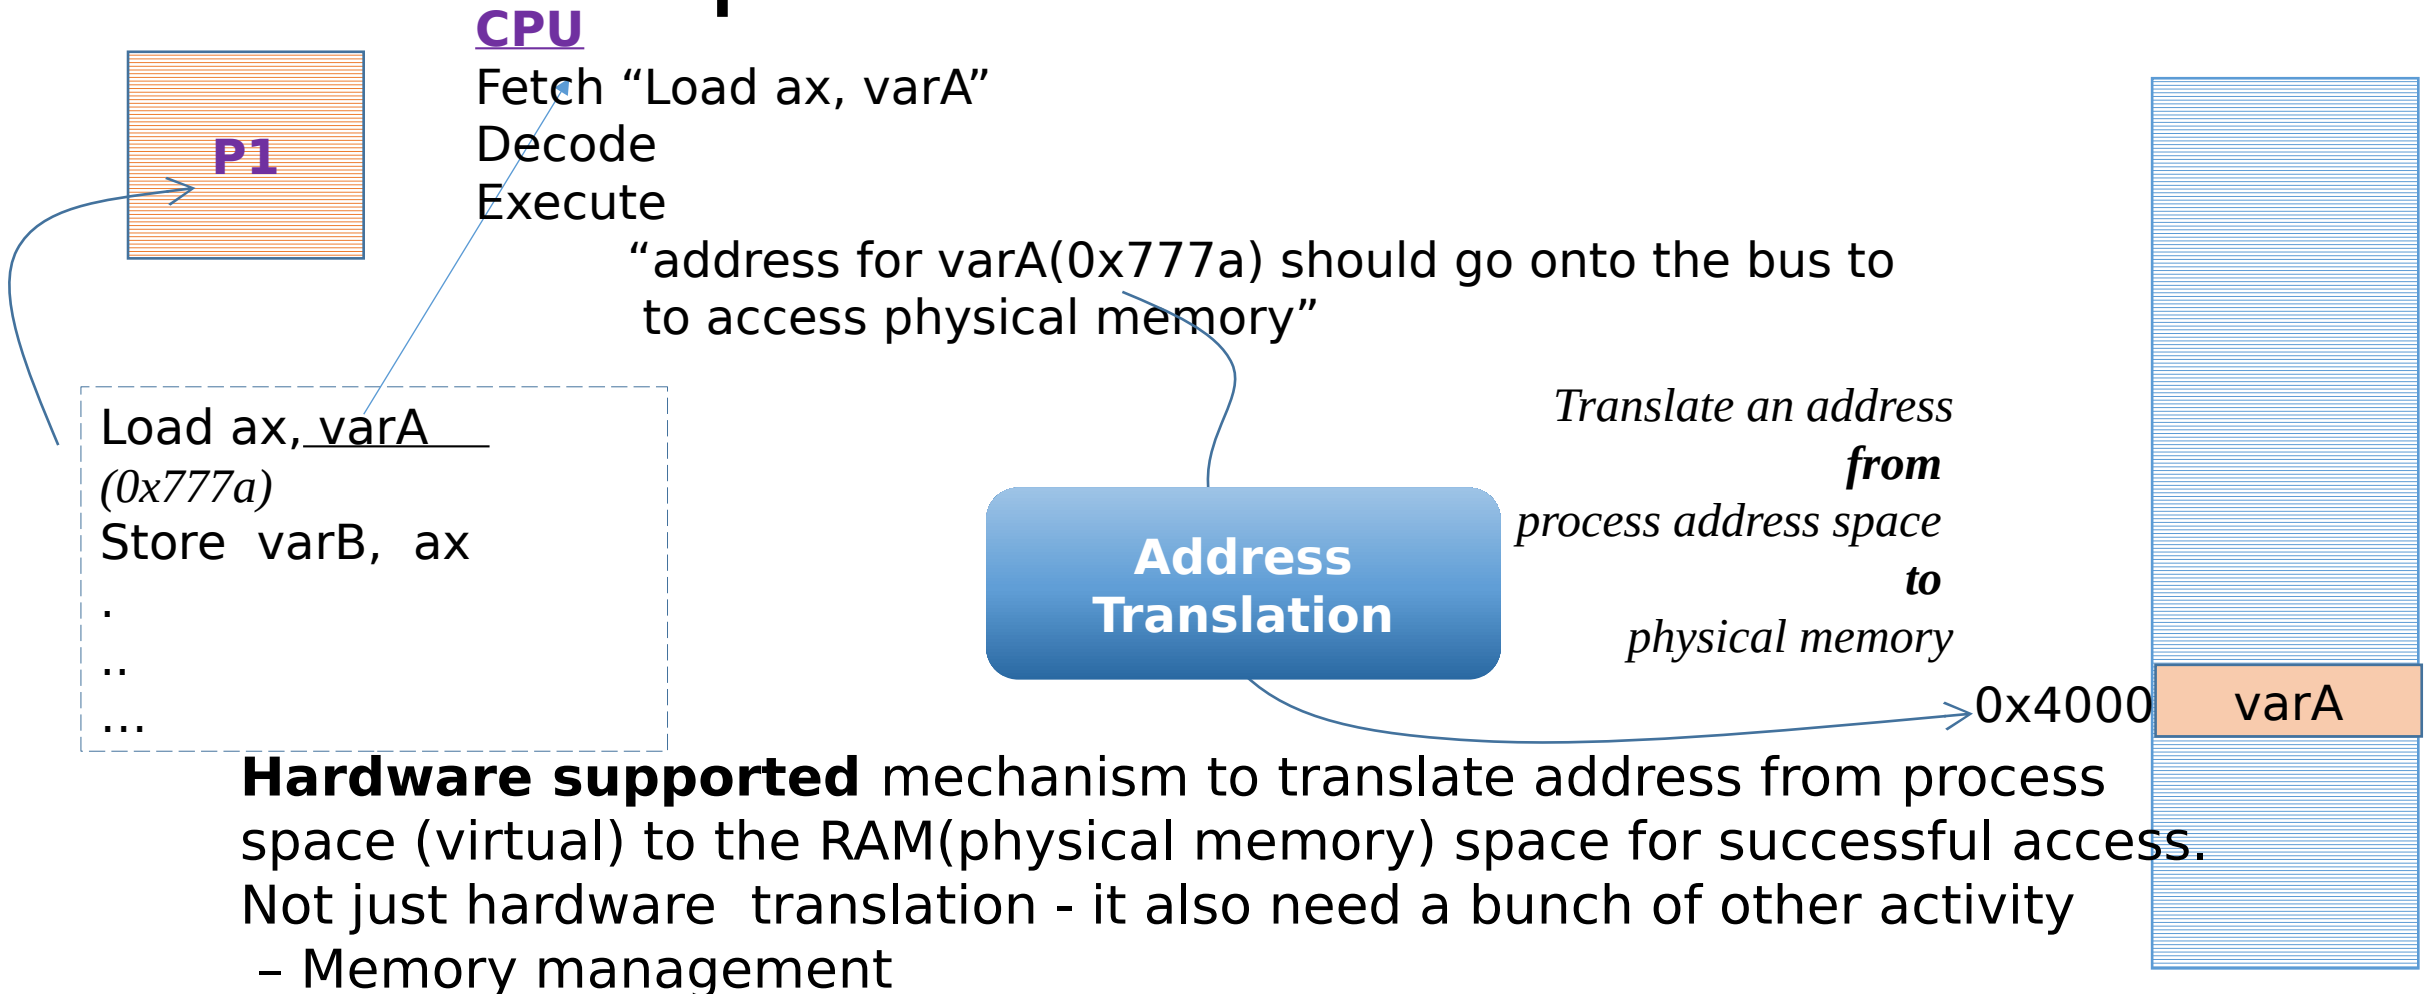 CPU
Fetch “Load ax, varA”
Decode
Execute
“address for varA(0x777a) should go onto the bus to
to access physical memory”
P1
Load ax, varA
(0x777a)
Store  varB,  ax
.
..
…
Address
Translation
Translate an address
from
process address space
to
physical memory
0x4000
varA
Hardware supported mechanism to translate address from process
space (virtual) to the RAM(physical memory) space for successful access.
Not just hardware  translation - it also need a bunch of other activity
– Memory management